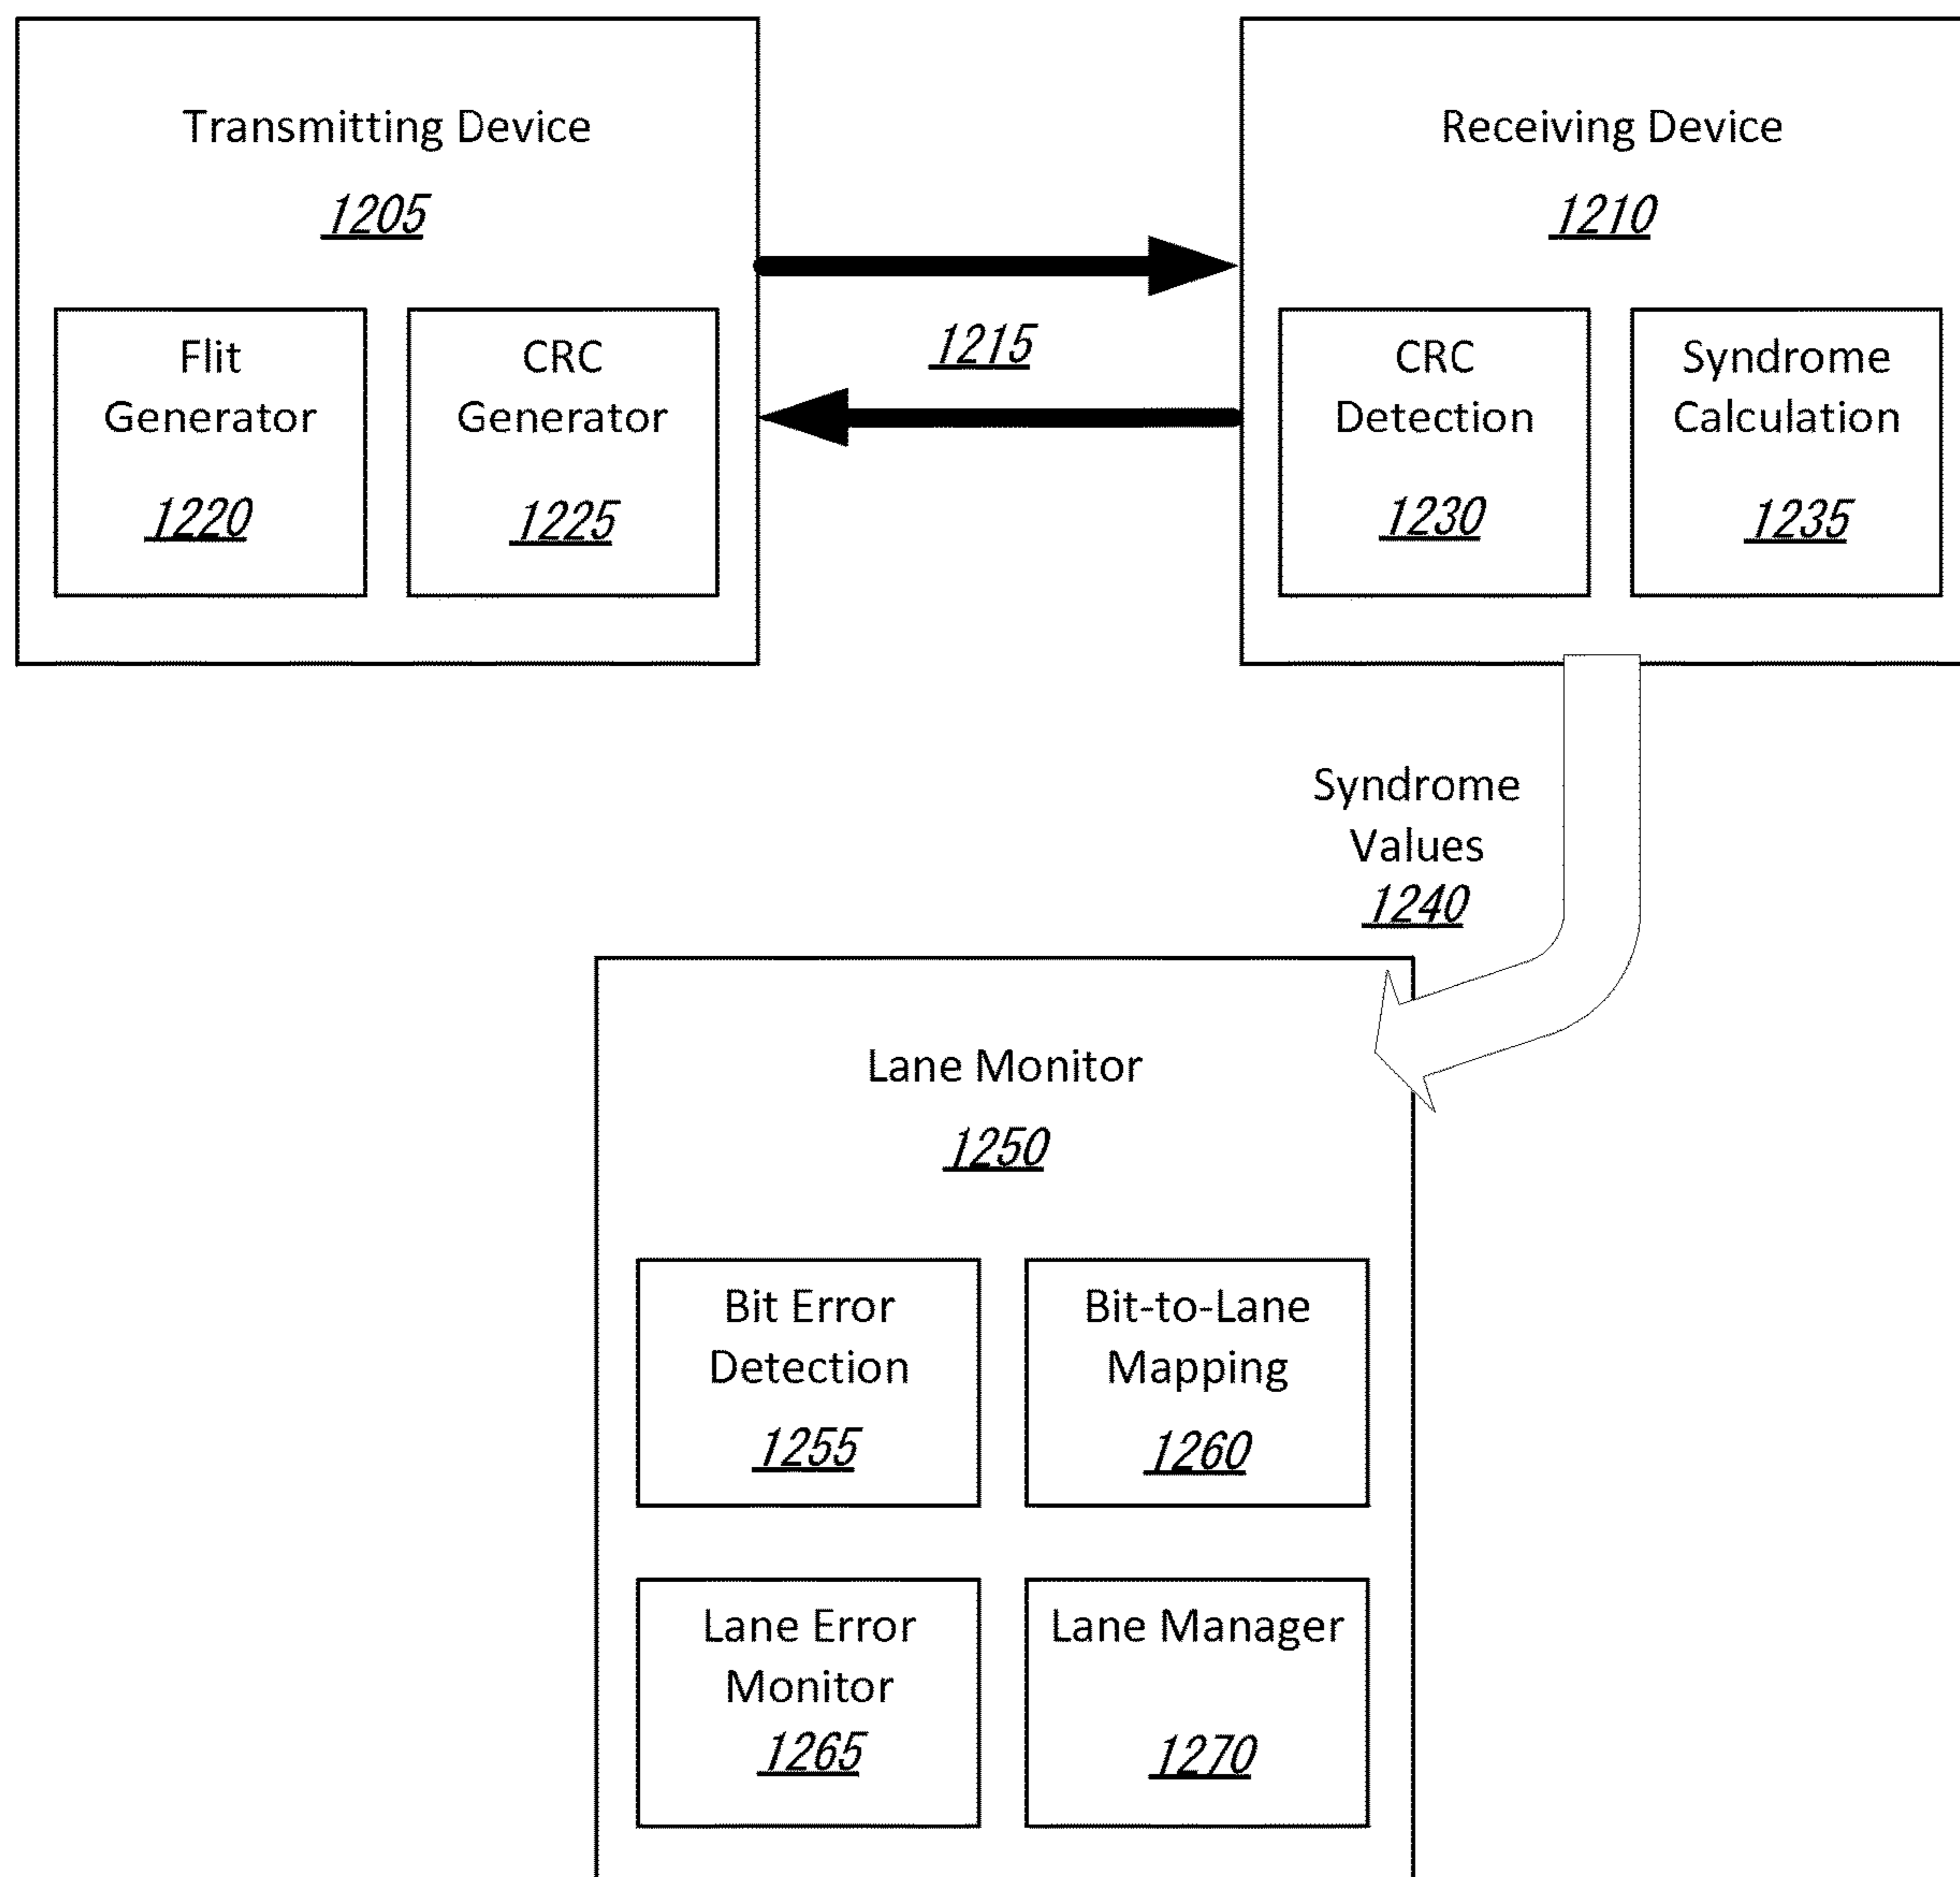 Transmitting Device
1205
Flit
Generator
1220
CRC
Generator
1225
1215
Receiving Device
1210
CRC
Detection
1230
Syndrome
Calculation
1235
Syndrome
Values
1240
Lane Monitor
1250
Bit Error
Detection
1255
Bit-to-Lane
Mapping
1260
Lane Error
Monitor
1265
Lane Manager
1270